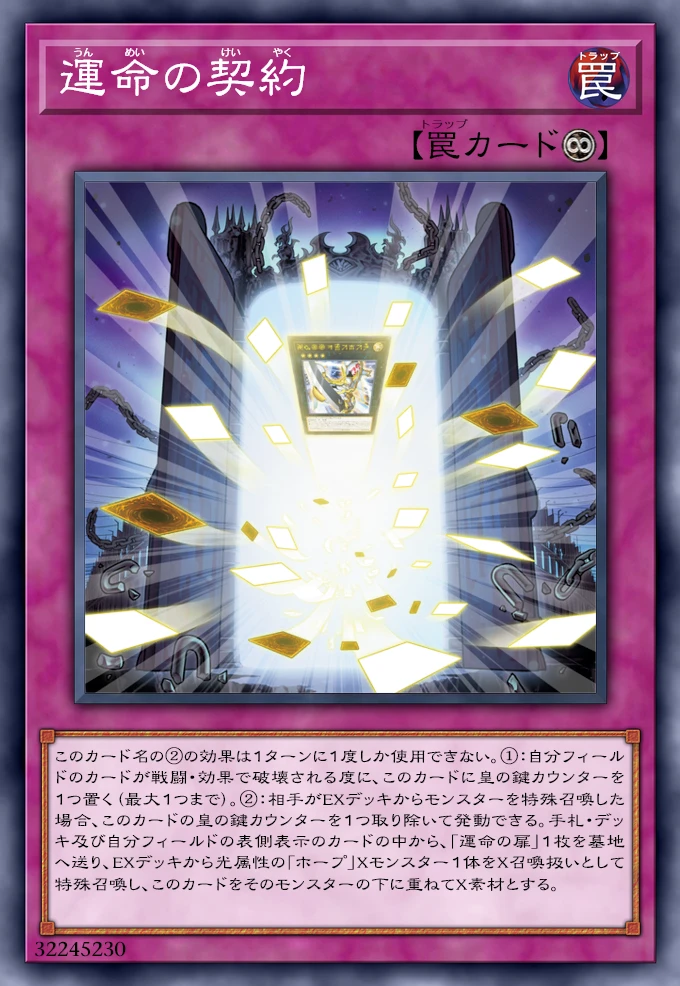 運命の契約
うん めい けい やく
トラップ
罠
トラップ
【罠カード】
このカード名の②の効果は1ターンに1度しか使用できない。①：自分フィール
ドのカードが戦闘・効果で破壊される度に、このカードに皇の鍵カウンターを
1つ置く（最大1つまで）。②：相手がEXデッキからモンスターを特殊召喚した
場合、このカードの皇の鍵カウンターを1つ取り除いて発動できる。手札・デッ
キ及び自分フィールドの表側表示のカードの中から、「運命の扉」1枚を墓地
へ送り、EXデッキから光属性の「ホープ」Xモンスター1体をX召喚扱いとして
特殊召喚し、このカードをそのモンスターの下に重ねてX素材とする。
32245230